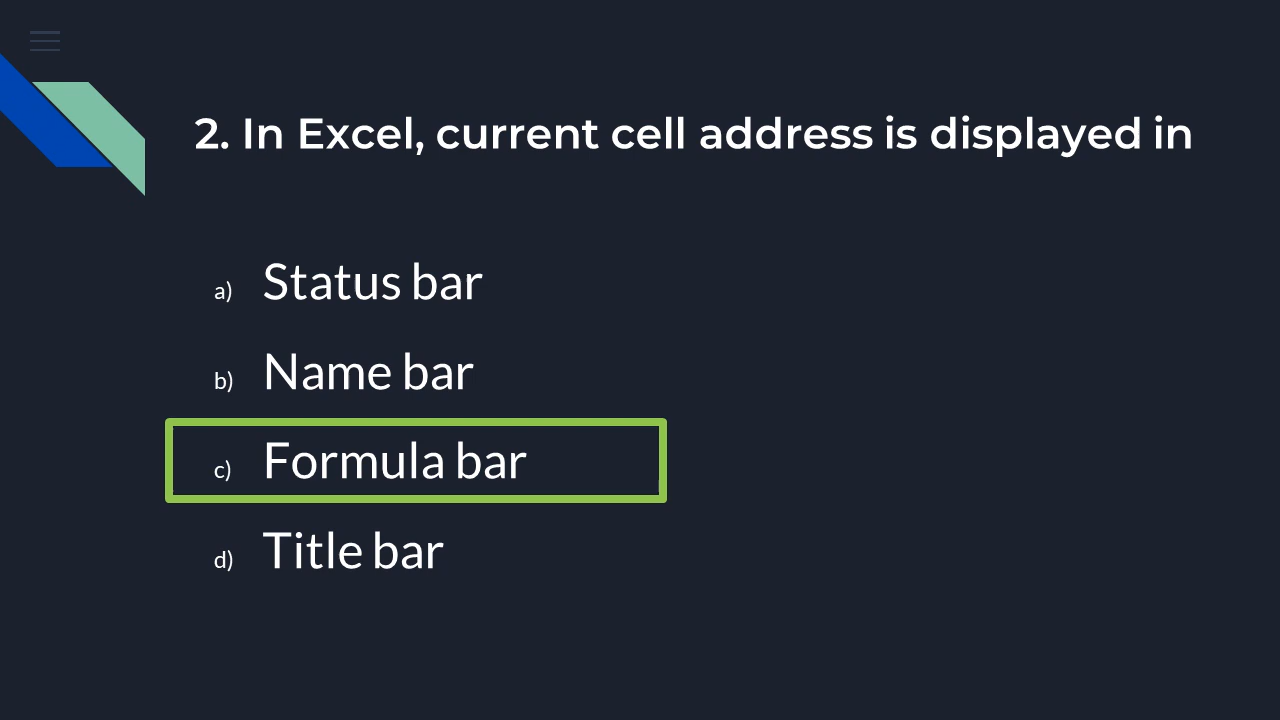 2. In Excel, current cell address is displayed in
a) Status bar
b) Name bar
c) Formula bar
d) Title bar